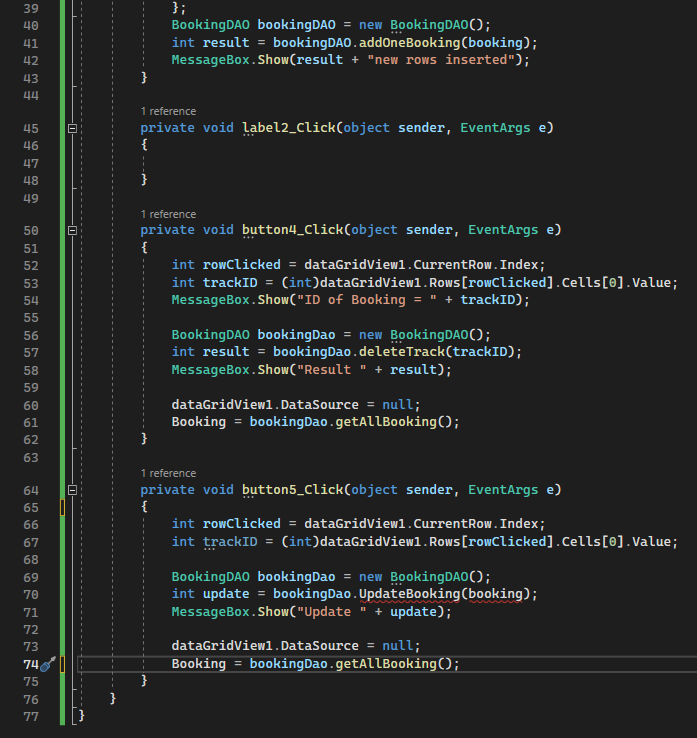 39 };
40 BookingDAO bookingDAO = new BookingDAO();
41 int result = bookingDAO.addOneBooking(booking);
42 MessageBox.Show(result + "new rows inserted");
43 }
44
1 reference
45 private void label2_Click(object sender, EventArgs e)
46 {
47
48 }
49
1 reference
50 private void button4_Click(object sender, EventArgs e)
51 {
52 int rowClicked = dataGridView1.CurrentRow.Index;
53 int trackID = (int)dataGridView1.Rows[rowClicked].Cells[0].Value;
54 MessageBox.Show("ID of Booking = " + trackID);
55
56 BookingDAO bookingDao = new BookingDAO();
57 int result = bookingDao.deleteTrack(trackID);
58 MessageBox.Show("Result " + result);
59
60 dataGridView1.DataSource = null;
61 Booking = bookingDao.getAllBooking();
62 }
63
1 reference
64 private void button5_Click(object sender, EventArgs e)
65 {
66 int rowClicked = dataGridView1.CurrentRow.Index;
67 int trackID = (int)dataGridView1.Rows[rowClicked].Cells[0].Value;
68
69 BookingDAO bookingDao = new BookingDAO();
70 int update = bookingDao.UpdateBooking(booking);
71 MessageBox.Show("Update " + update);
72
73 dataGridView1.DataSource = null;
74 Booking = bookingDao.getAllBooking();
75 }
76 }
77 }